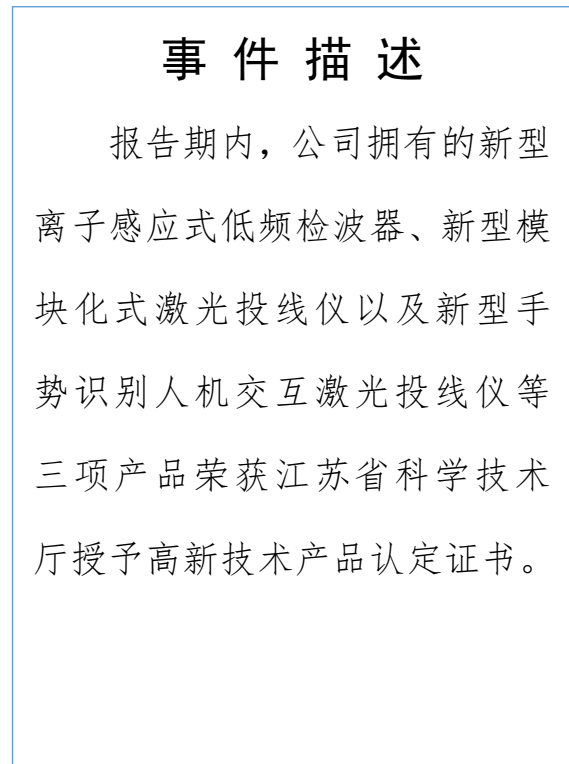 事件描述
报告期内，公司拥有的新型
离子感应式低频检波器、新型模
块化式激光投线仪以及新型手
势识别人机交互激光投线仪等
三项产品荣获江苏省科学技术
厅授予高新技术产品认定证书。